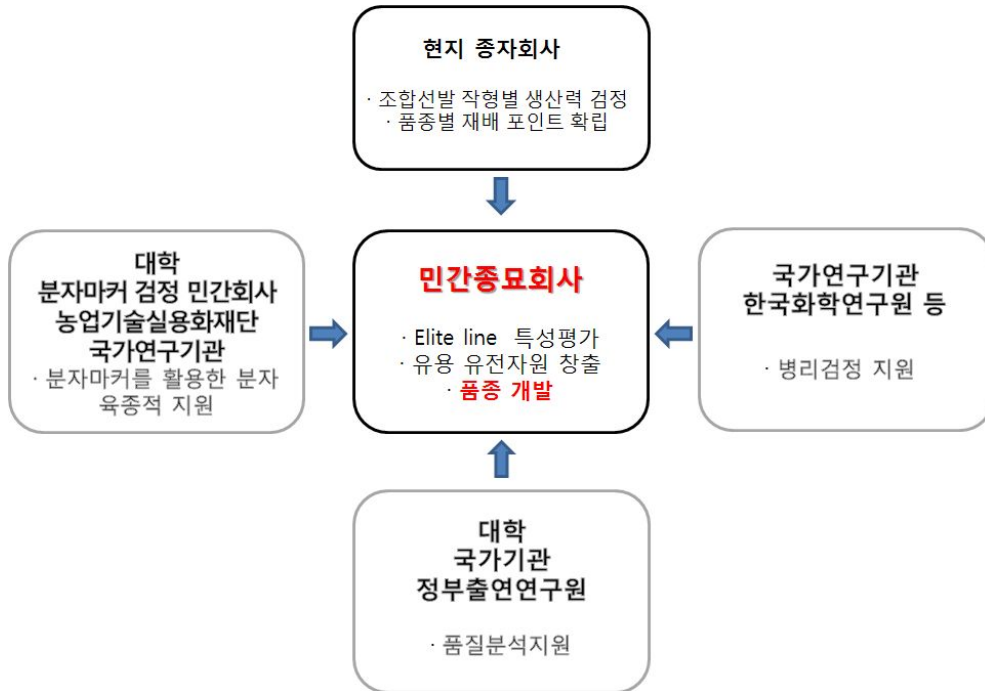 현지 종자회사
· 조합선발 작형별 생산력 검정
· 품종별 재배 포인트 확립
대학
분자마커 검정 민간회사
농업기술실용화재단
국가연구기관
· 분자마커를 활용한 분자
육종적 지원
민간종묘회사
· Elite line 특성평가
· 유용 유전자원 창출
· 품종 개발
국가연구기관
한국화학연구원 등
· 병리검정 지원
대학
국가기관
정부출연연구원
· 품질분석지원